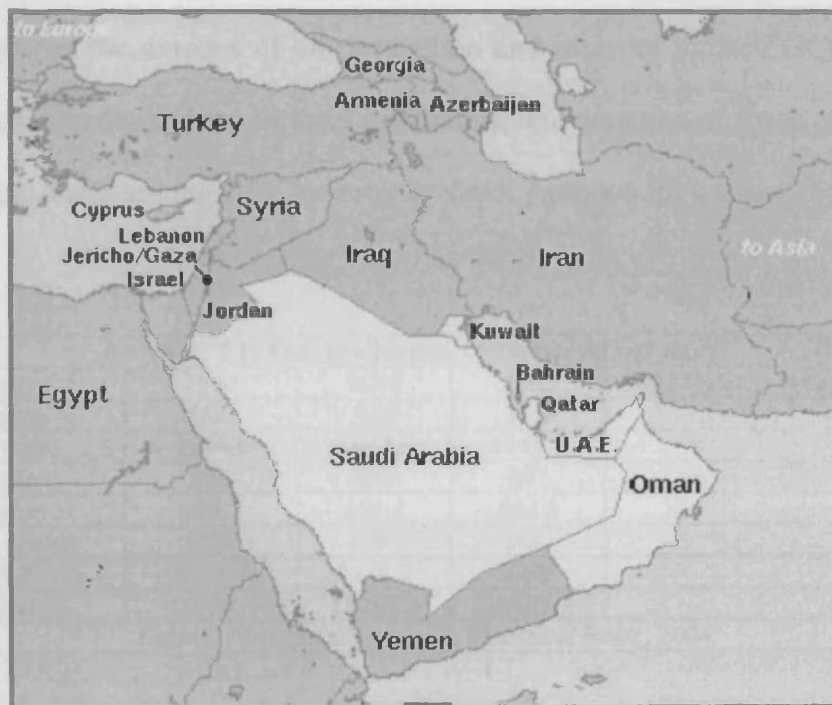 to Europe
Georgia
Armenia Azerbaijan
Turkey
Cyprus
Syria
Lebanon
Jericho/Gaza
Israel
Iraq
Iran
to Asia
Jordan
Kuwait
Bahrain
Egypt
Qatar
U.A.E.
Saudi Arabia
Oman
Yemen